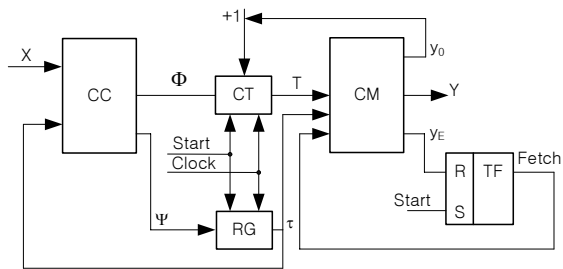 +1
X
CC
Φ
CT
T
CM
y0
Y
yE
Start
Clock
Ψ
RG
τ
Start
R
S
TF
Fetch